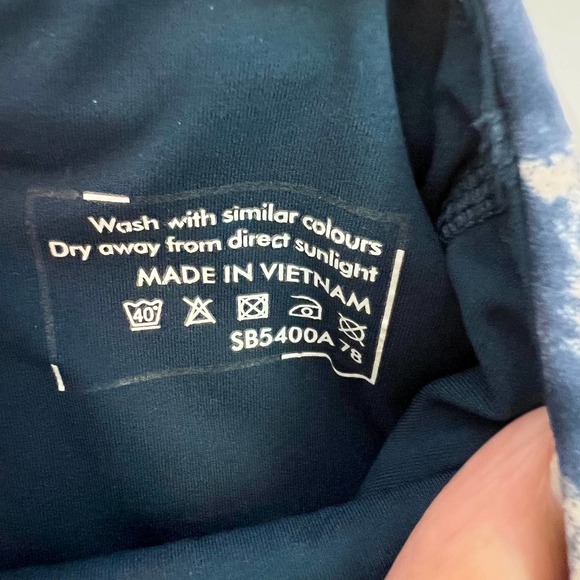 Wash with similar colours
Dry away from direct sunlight
MADE IN VIETNAM
40°
SB5400A 78